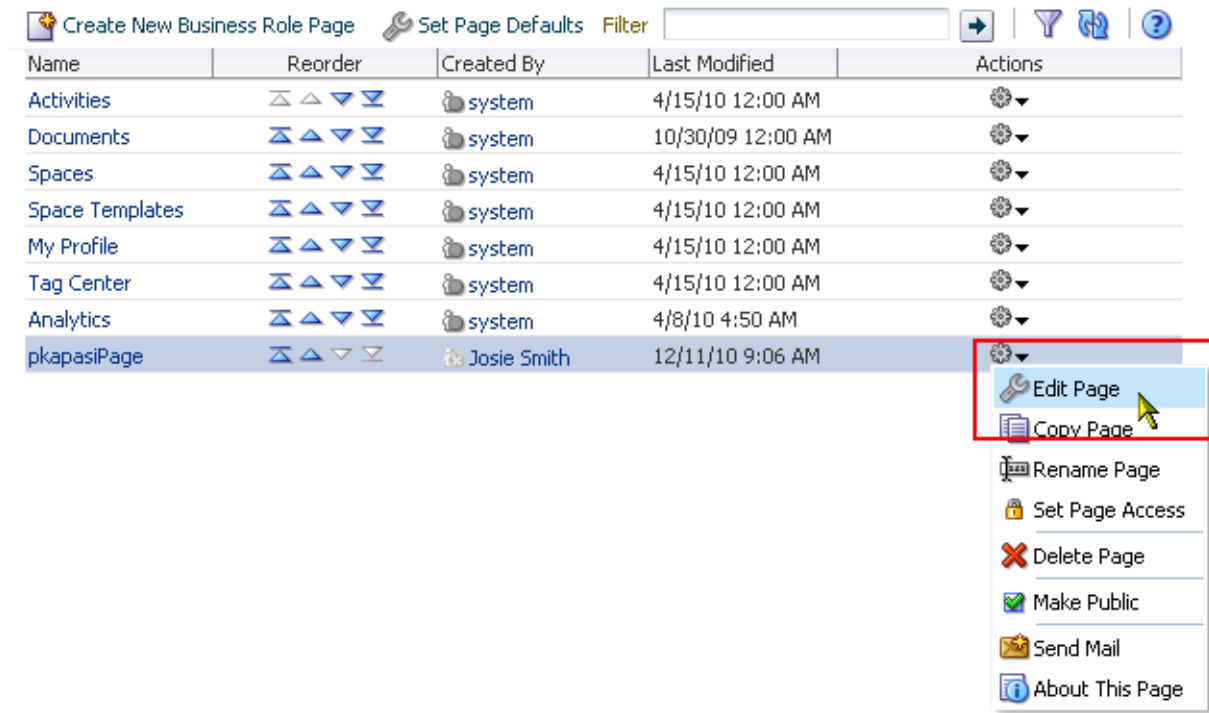 Create New Business Role Page Set Page Defaults Filter
Name Reorder Created By Last Modified Actions
Activities system 4/15/10 12:00 AM
Documents system 10/30/09 12:00 AM
Spaces system 4/15/10 12:00 AM
Space Templates system 4/15/10 12:00 AM
My Profile system 4/15/10 12:00 AM
Tag Center system 4/15/10 12:00 AM
Analytics system 4/8/10 4:50 AM
pkapasiPage Josie Smith 12/11/10 9:06 AM
Edit Page
Copy Page
Rename Page
Set Page Access
Delete Page
Make Public
Send Mail
About This Page